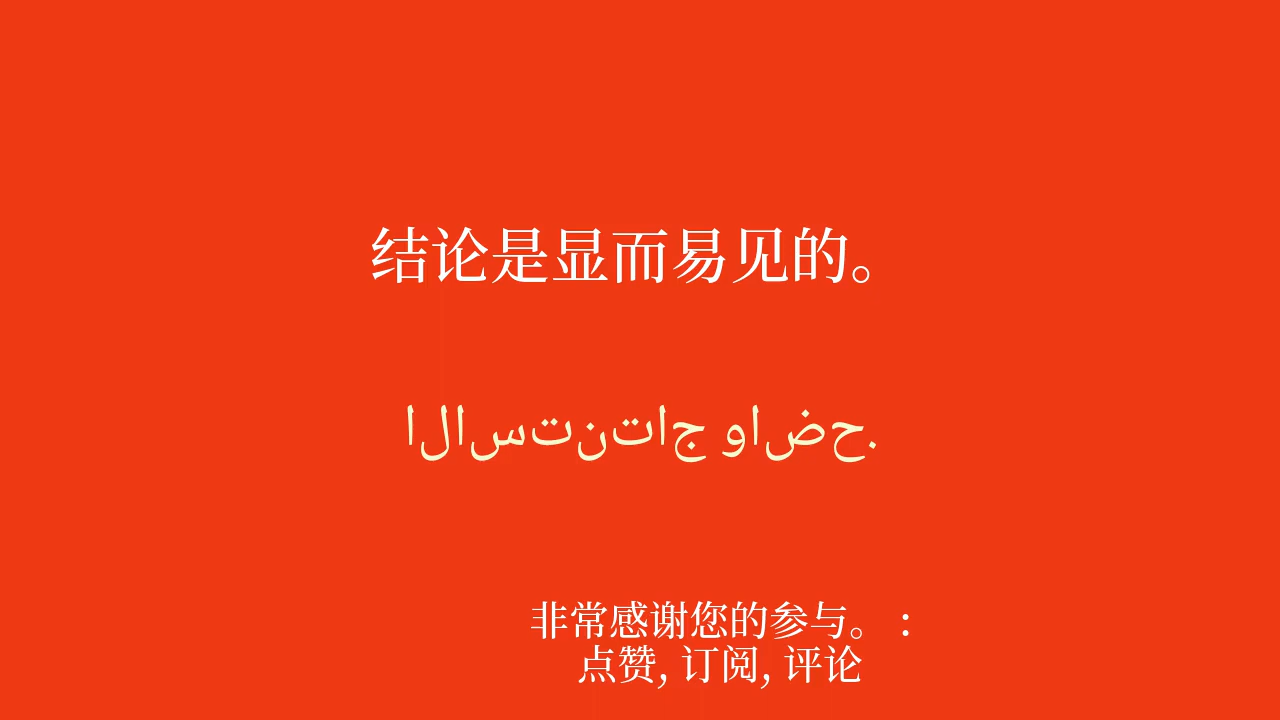 结论是显而易见的。
الاستنتاج واضح.
非常感谢您的参与。 :
点赞, 订阅, 评论